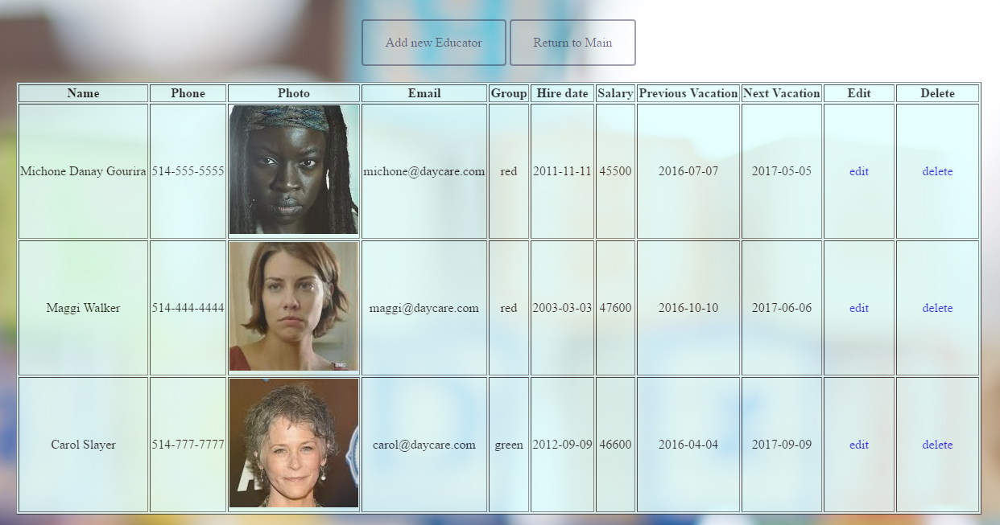 Add new Educator
Return to Main
Name Phone Photo Email Group Hire date Salary Previous Vacation Next Vacation Edit Delete
Michone Danay Gourira 514-555-5555 michone@daycare.com red 2011-11-11 45500 2016-07-07 2017-05-05 edit delete
Maggi Walker 514-444-4444 maggi@daycare.com red 2003-03-03 47600 2016-10-10 2017-06-06 edit delete
AMC
Carol Slayer 514-777-7777 carol@daycare.com green 2012-09-09 46600 2016-04-04 2017-09-09 edit delete
A